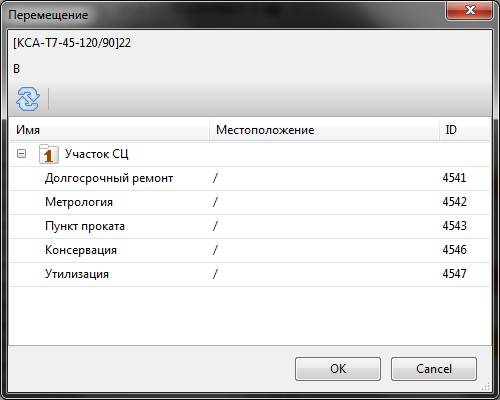 Перемещение
[КСА-Т7-45-120/90]22
В
Имя Местоположение ID
1 Участок СЦ
Долгосрочный ремонт / 4541
Метрология / 4542
Пункт проката / 4543
Консервация / 4546
Утилизация / 4547
OK Cancel